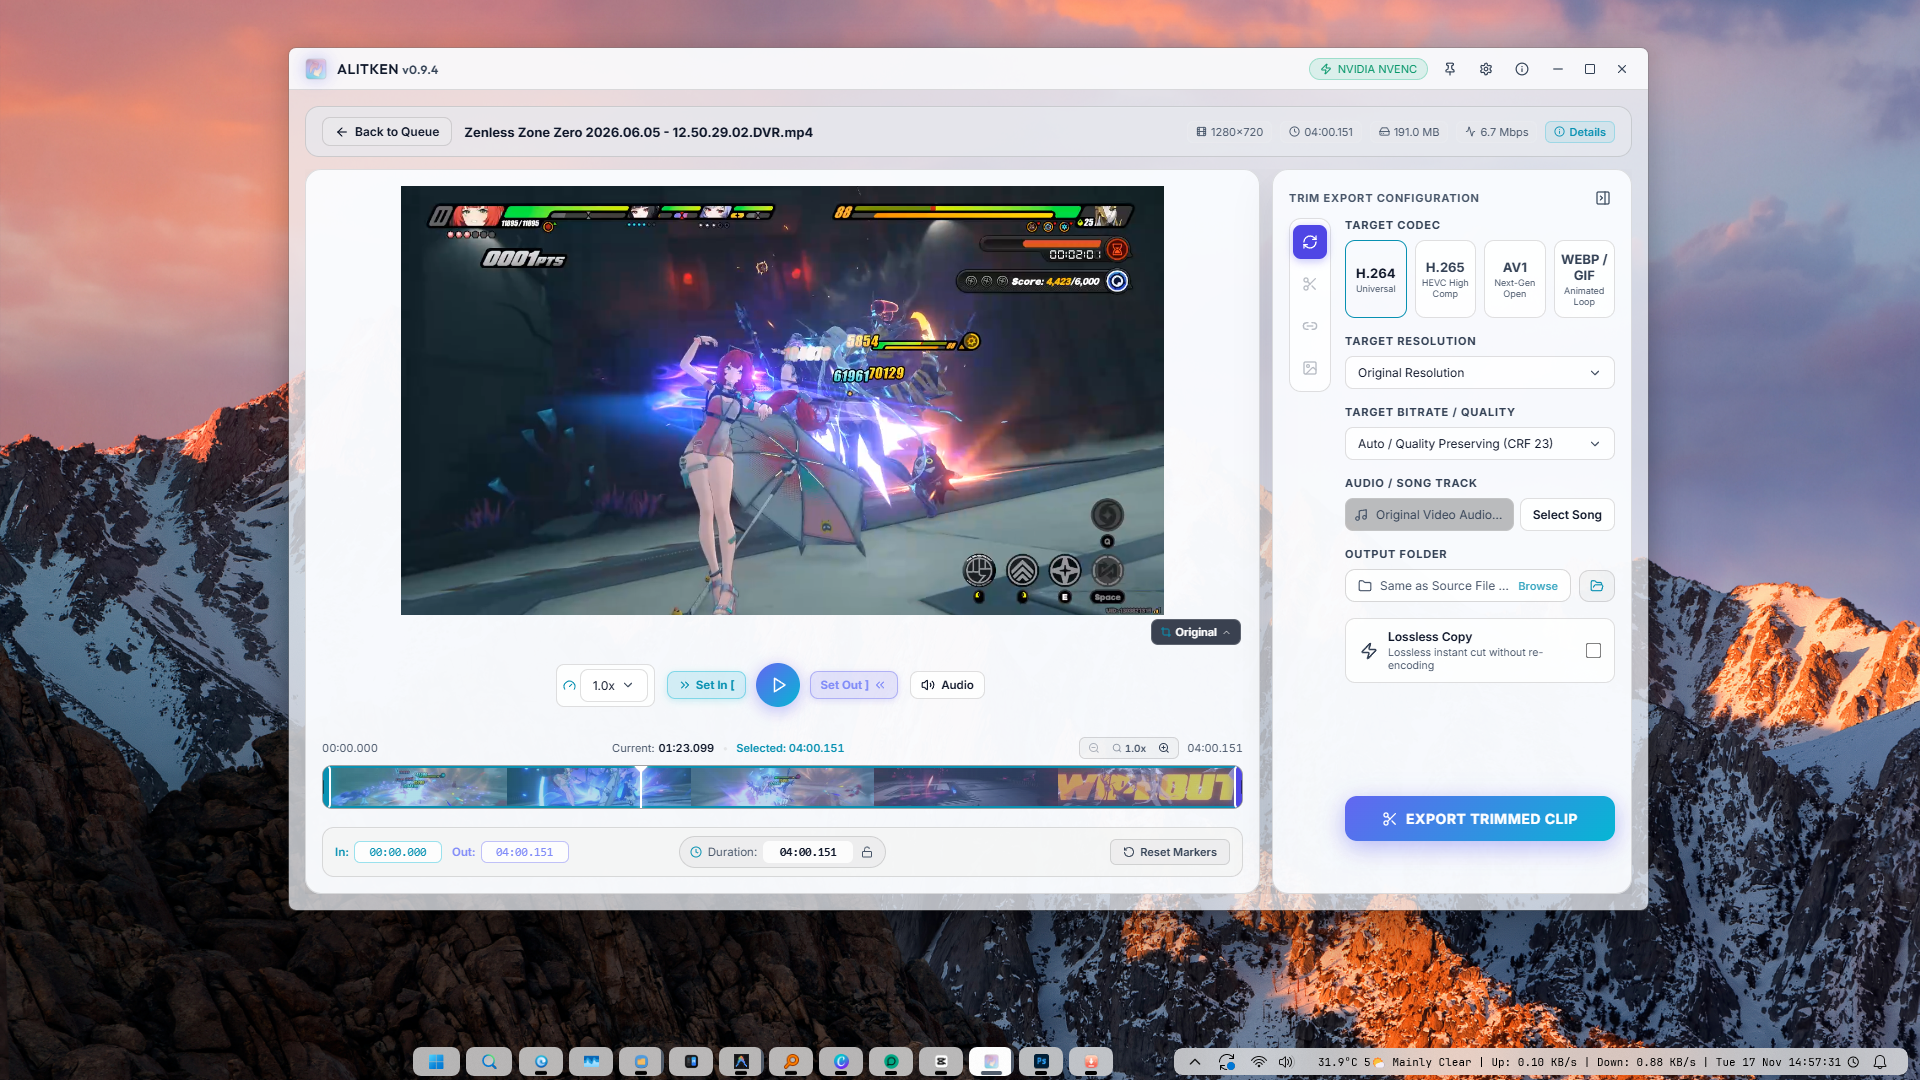 ALITKEN v0.9.4
NVIDIA NVENC
Back to Queue
Zenless Zone Zero 2026.06.05 - 12.50.29.02.DVR.mp4
1280×720
04:00.151
191.0 MB
6.7 Mbps
Details
11695/11695
88
25
0001PTS
00:02:01
Score: 4,423/6,000
5854
61961
70129
Q
E
Space
Original
1.0x
Set In [
Set Out ]
Audio
00:00.000
Current: 01:23.099
Selected: 04:00.151
1.0x
04:00.151
In: 00:00.000
Out: 04:00.151
Duration: 04:00.151
Reset Markers
TRIM EXPORT CONFIGURATION
TARGET CODEC
H.264
Universal
H.265
HEVC High
Comp
AV1
Next-Gen
Open
WEBP /
GIF
Animated
Loop
TARGET RESOLUTION
Original Resolution
TARGET BITRATE / QUALITY
Auto / Quality Preserving (CRF 23)
AUDIO / SONG TRACK
Original Video Audio...
Select Song
OUTPUT FOLDER
Same as Source File ...
Browse
Lossless Copy
Lossless instant cut without re-
encoding
EXPORT TRIMMED CLIP
Ps
31.9°C 5 Mainly Clear | Up: 0.10 KB/s | Down: 0.88 KB/s | Tue 17 Nov 14:57:31